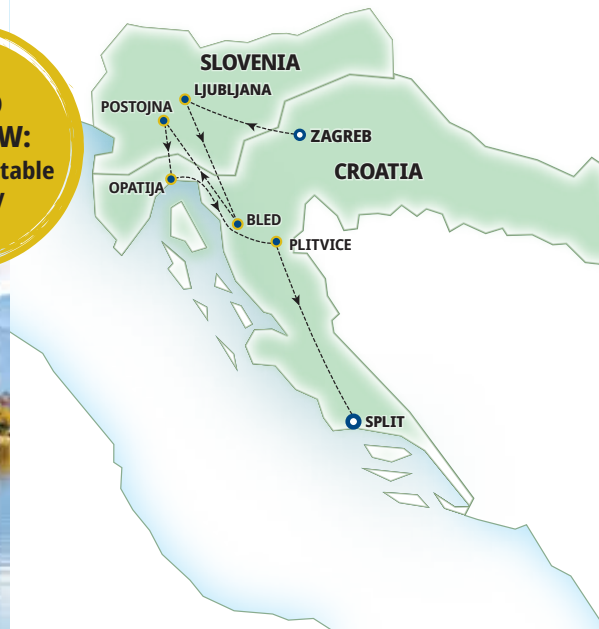 W:
table
SLOVENIA
LJUBLJANA
POSTOJNA
ZAGREB
CROATIA
OPATIJA
BLED
PLITVICE
SPLIT